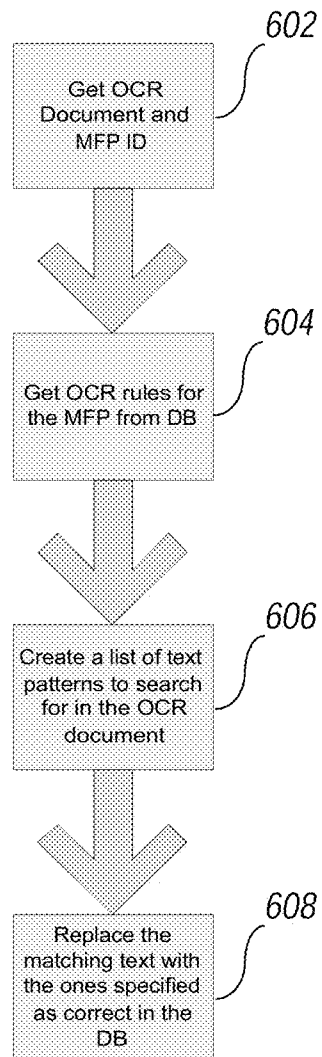 602
Get OCR
Document and
MFP ID
604
Get OCR rules for
the MFP from DB
606
Create a list of text
patterns to search
for in the OCR
document
608
Replace the
matching text with
the ones specified
as correct in the
DB